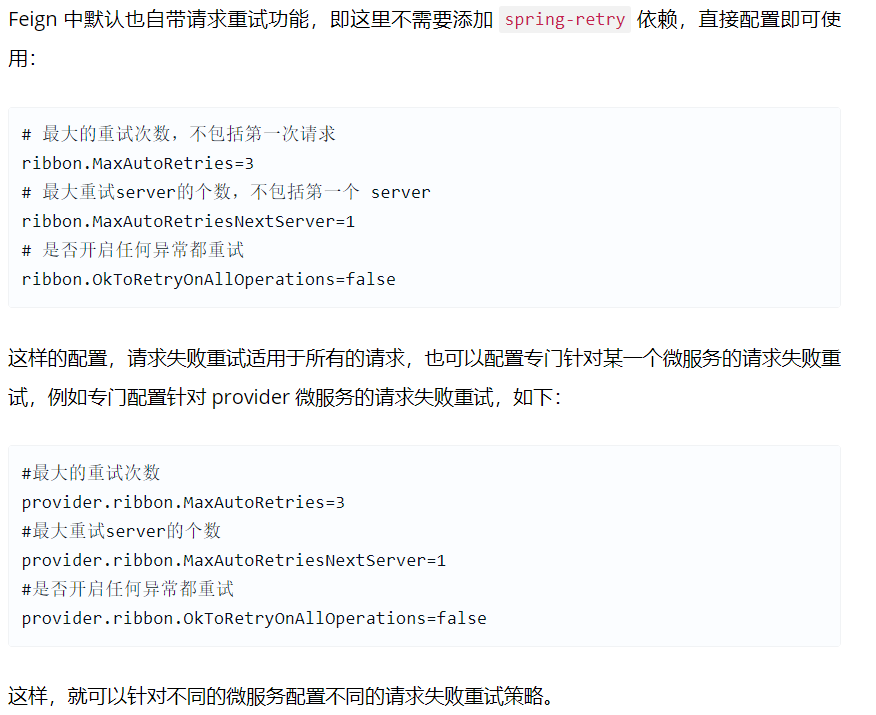 Feign 中默认也自带请求重试功能，即这里不需要添加 spring-retry 依赖，直接配置即可使
用：
# 最大的重试次数，不包括第一次请求
ribbon.MaxAutoRetries=3
# 最大重试server的个数，不包括第一个 server
ribbon.MaxAutoRetriesNextServer=1
# 是否开启任何异常都重试
ribbon.OkToRetryOnAllOperations=false
这样的配置，请求失败重试适用于所有的请求，也可以配置专门针对某一个微服务的请求失败重
试，例如专门配置针对 provider 微服务的请求失败重试，如下：
#最大的重试次数
provider.ribbon.MaxAutoRetries=3
#最大重试server的个数
provider.ribbon.MaxAutoRetriesNextServer=1
#是否开启任何异常都重试
provider.ribbon.OkToRetryOnAllOperations=false
这样，就可以针对不同的微服务配置不同的请求失败重试策略。